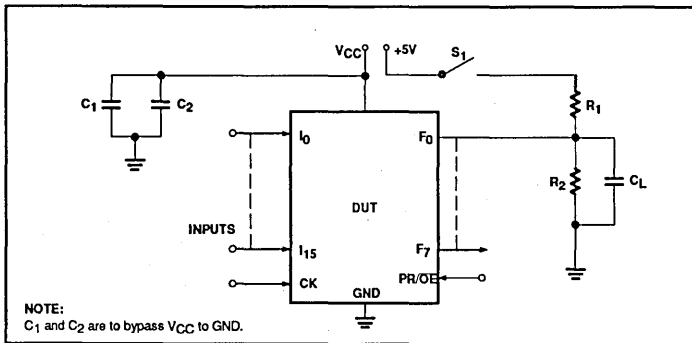 VCC +5V S1
C1 C2 R1
I0 F0
R2 CL
DUT
INPUTS
I15 F7
CK PR/O̅E̅
GND
NOTE:
C1 and C2 are to bypass VCC to GND.